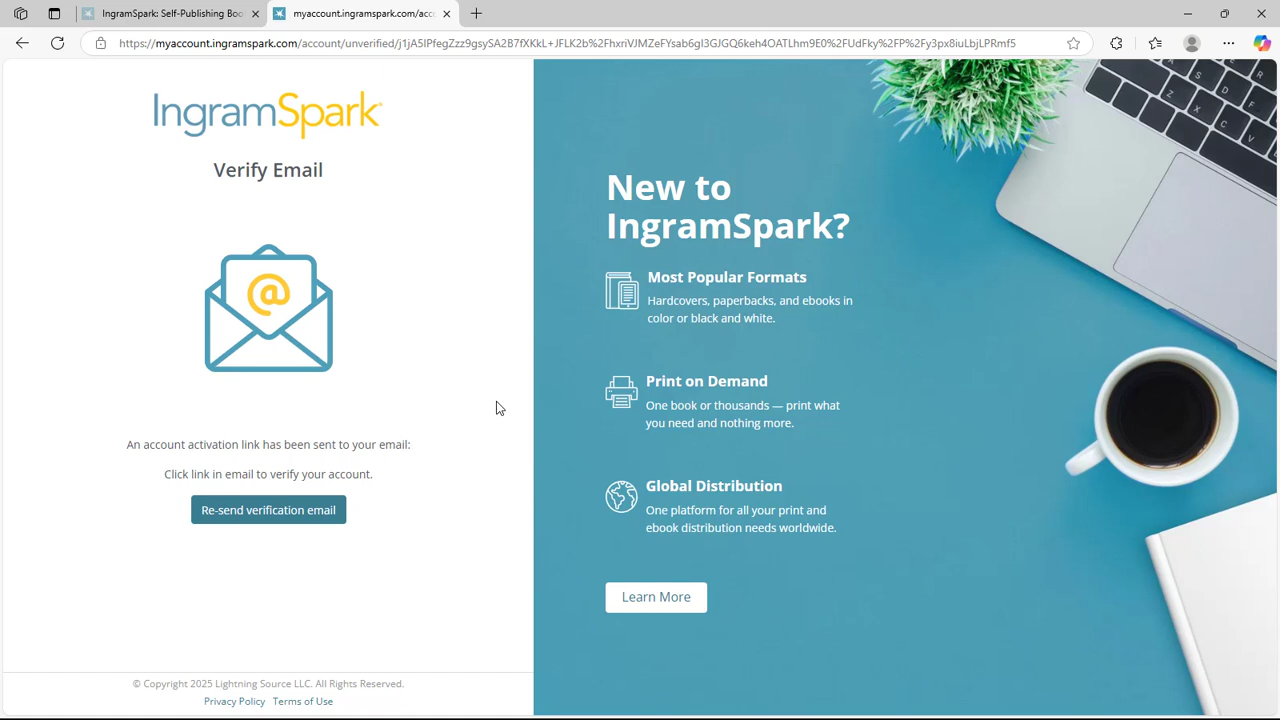 IngramSpark: Self-Publishing Boo
myaccount.ingramspark.com/acc
https://myaccount.ingramspark.com/account/unverified/j1jA5lPfegZzz9gsySA2B7fXKkL+JFLK2b%2FhxriVJMZeFYsab6gI3GJGQ6keh4OATLhm9E0%2FUdFky%2FP%2Fy3px8iuLbjLPRmf5
IngramSpark®
Verify Email
@
An account activation link has been sent to your email:
Click link in email to verify your account.
Re-send verification email
© Copyright 2025 Lightning Source LLC. All Rights Reserved.
Privacy Policy Terms of Use
New to
IngramSpark?
Most Popular Formats
Hardcovers, paperbacks, and ebooks in
color or black and white.
Print on Demand
One book or thousands — print what
you need and nothing more.
Global Distribution
One platform for all your print and
ebook distribution needs worldwide.
Learn More